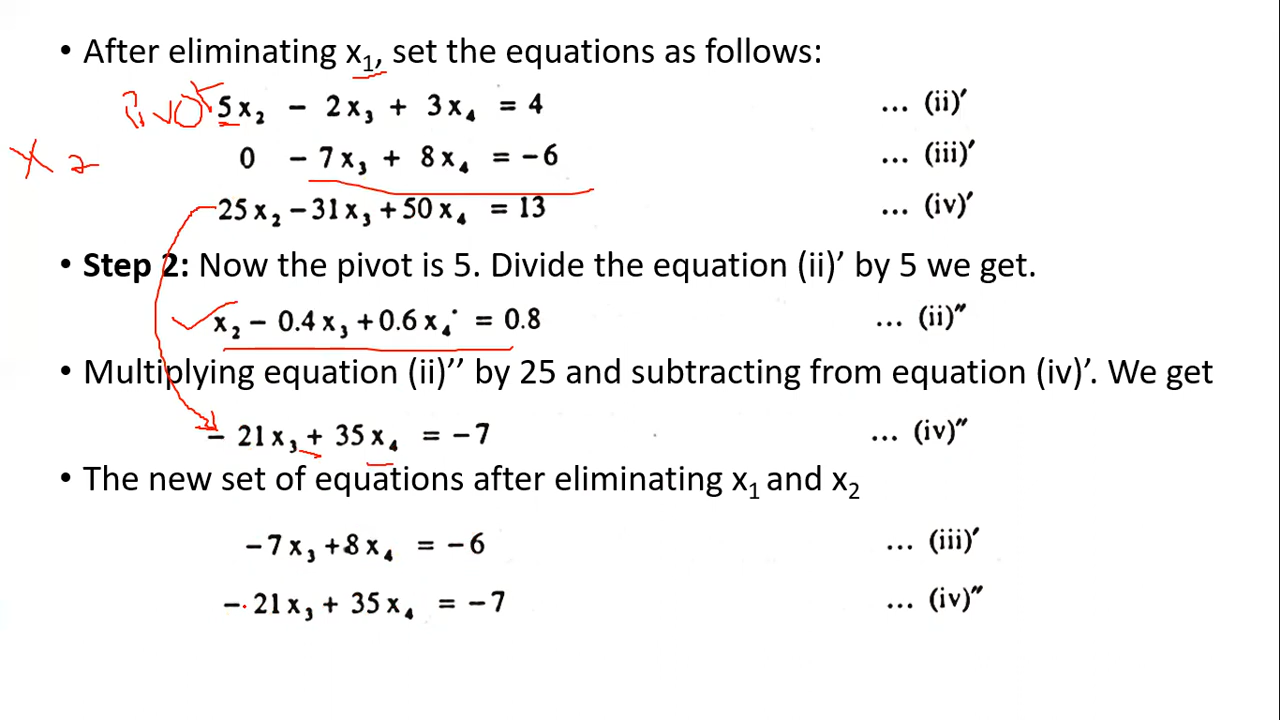 • After eliminating x₁, set the equations as follows:
Pivot 5x₂ − 2x₃ + 3x₄ = 4 ... (ii)′
x₂ 0 − 7x₃ + 8x₄ = −6 ... (iii)′
25x₂ − 31x₃ + 50x₄ = 13 ... (iv)′
• Step 2: Now the pivot is 5. Divide the equation (ii)’ by 5 we get.
x₂ − 0.4x₃ + 0.6x₄ = 0.8 ... (ii)″
• Multiplying equation (ii)’’ by 25 and subtracting from equation (iv)’. We get
− 21x₃ + 35x₄ = −7 ... (iv)″
• The new set of equations after eliminating x₁ and x₂
−7x₃ + 8x₄ = −6 ... (iii)′
− 21x₃ + 35x₄ = −7 ... (iv)″